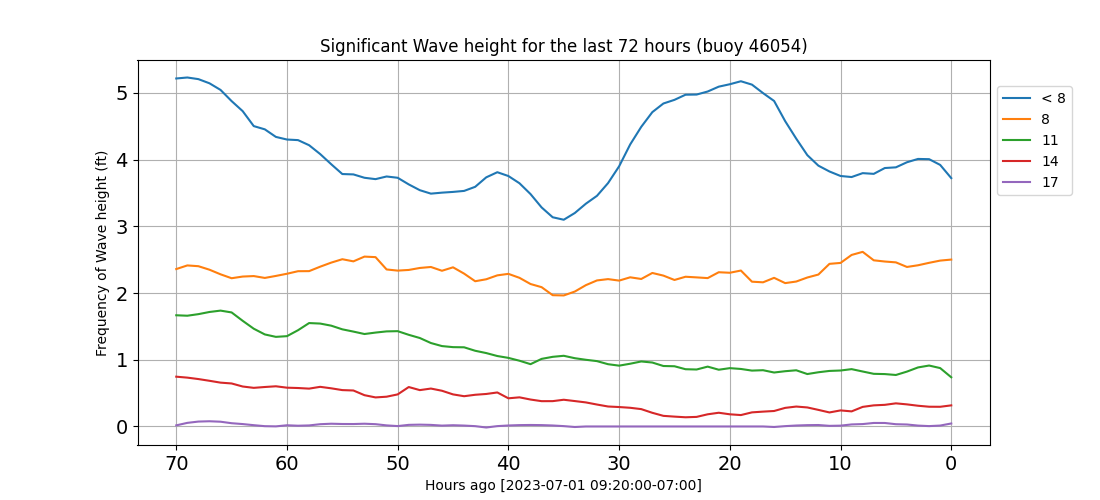 Significant Wave height for the last 72 hours (buoy 46054)
Frequency of Wave height (ft)
5
4
3
2
1
0
70 60 50 40 30 20 10 0
Hours ago [2023-07-01 09:20:00-07:00]
< 8
8
11
14
17